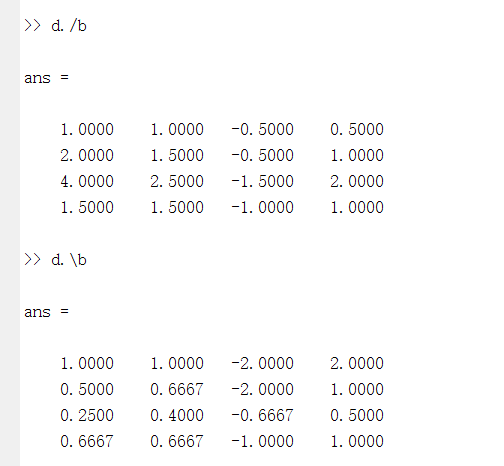 >> d./b
ans =
1.0000 1.0000 -0.5000 0.5000
2.0000 1.5000 -0.5000 1.0000
4.0000 2.5000 -1.5000 2.0000
1.5000 1.5000 -1.0000 1.0000
>> d.\b
ans =
1.0000 1.0000 -2.0000 2.0000
0.5000 0.6667 -2.0000 1.0000
0.2500 0.4000 -0.6667 0.5000
0.6667 0.6667 -1.0000 1.0000